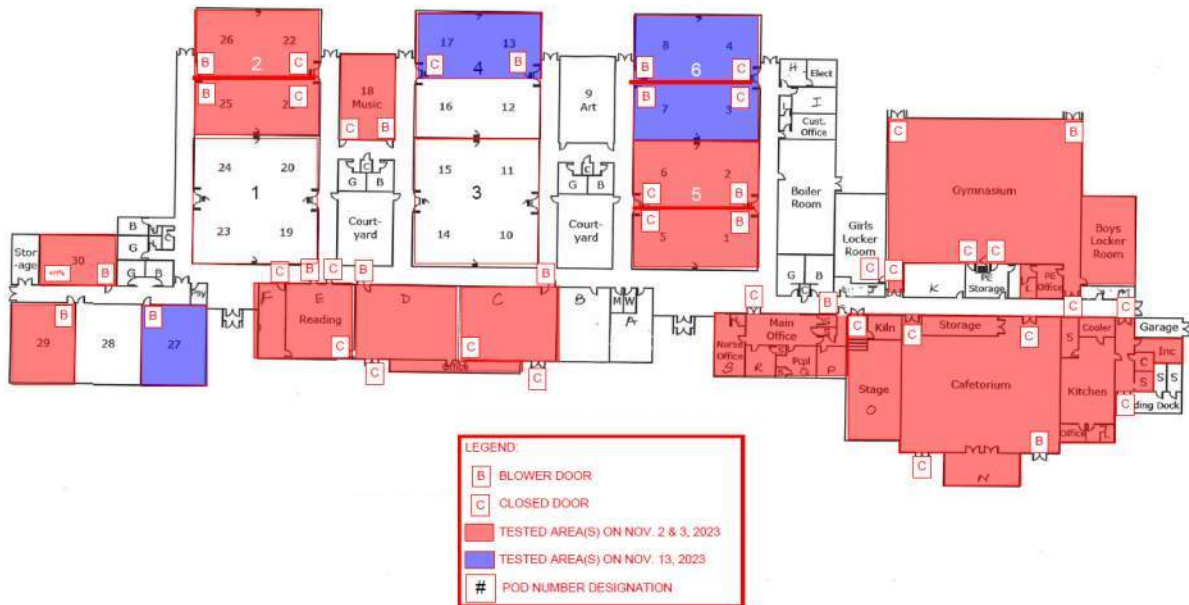 26 22
2
B C
B C
25
24 20
1
23 19
18
Music
C B
C
G B
Court-
yard
17 13
4
C B
16 12
15 11
3
14 10
9
Art
C
G B
Court-
yard
8 4
6
B C
B C
7 3
6 2
5
C B
C B
5 1
H Elect
I
Cust.
Office
Boiler
Room
G B
C
C B
Gymnasium
C C
Girls
Locker
Room
Boys
Locker
Room
C C
J
K
PE
Storage
L
PE
Office
M
C C
B
G
G B
Stor-
age
30
B
Psy
29
B
28
B
27
C B C B
B
F E
Reading
D
C
B
M W
A
C
C
Office
C
C
C
B
Main
Office
Nurse
Office
S R
Pcpl
Q P
C
Kiln
C
Storage
C
Stage
O
Cafetorium
Cooler
S
Kitchen
Office
Garage
Inc
C
S
S S
ding Dock
C
B
C
N
LEGEND:
B BLOWER DOOR
C CLOSED DOOR
TESTED AREA(S) ON NOV. 2 & 3, 2023
TESTED AREA(S) ON NOV. 13, 2023
# POD NUMBER DESIGNATION